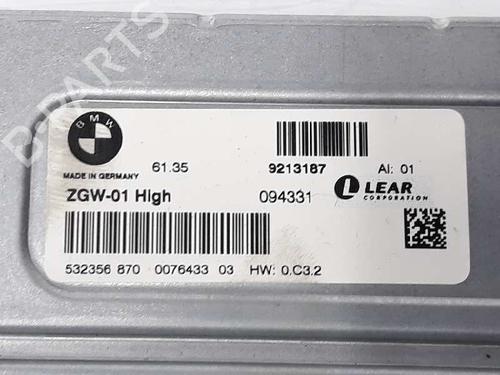 B-PARTS
BMW
MADE IN GERMANY
61.35
9213187
AI: 01
ZGW-01 High
094331
LEAR
CORPORATION
532356 870 0076433 03 HW: 0.C3.2